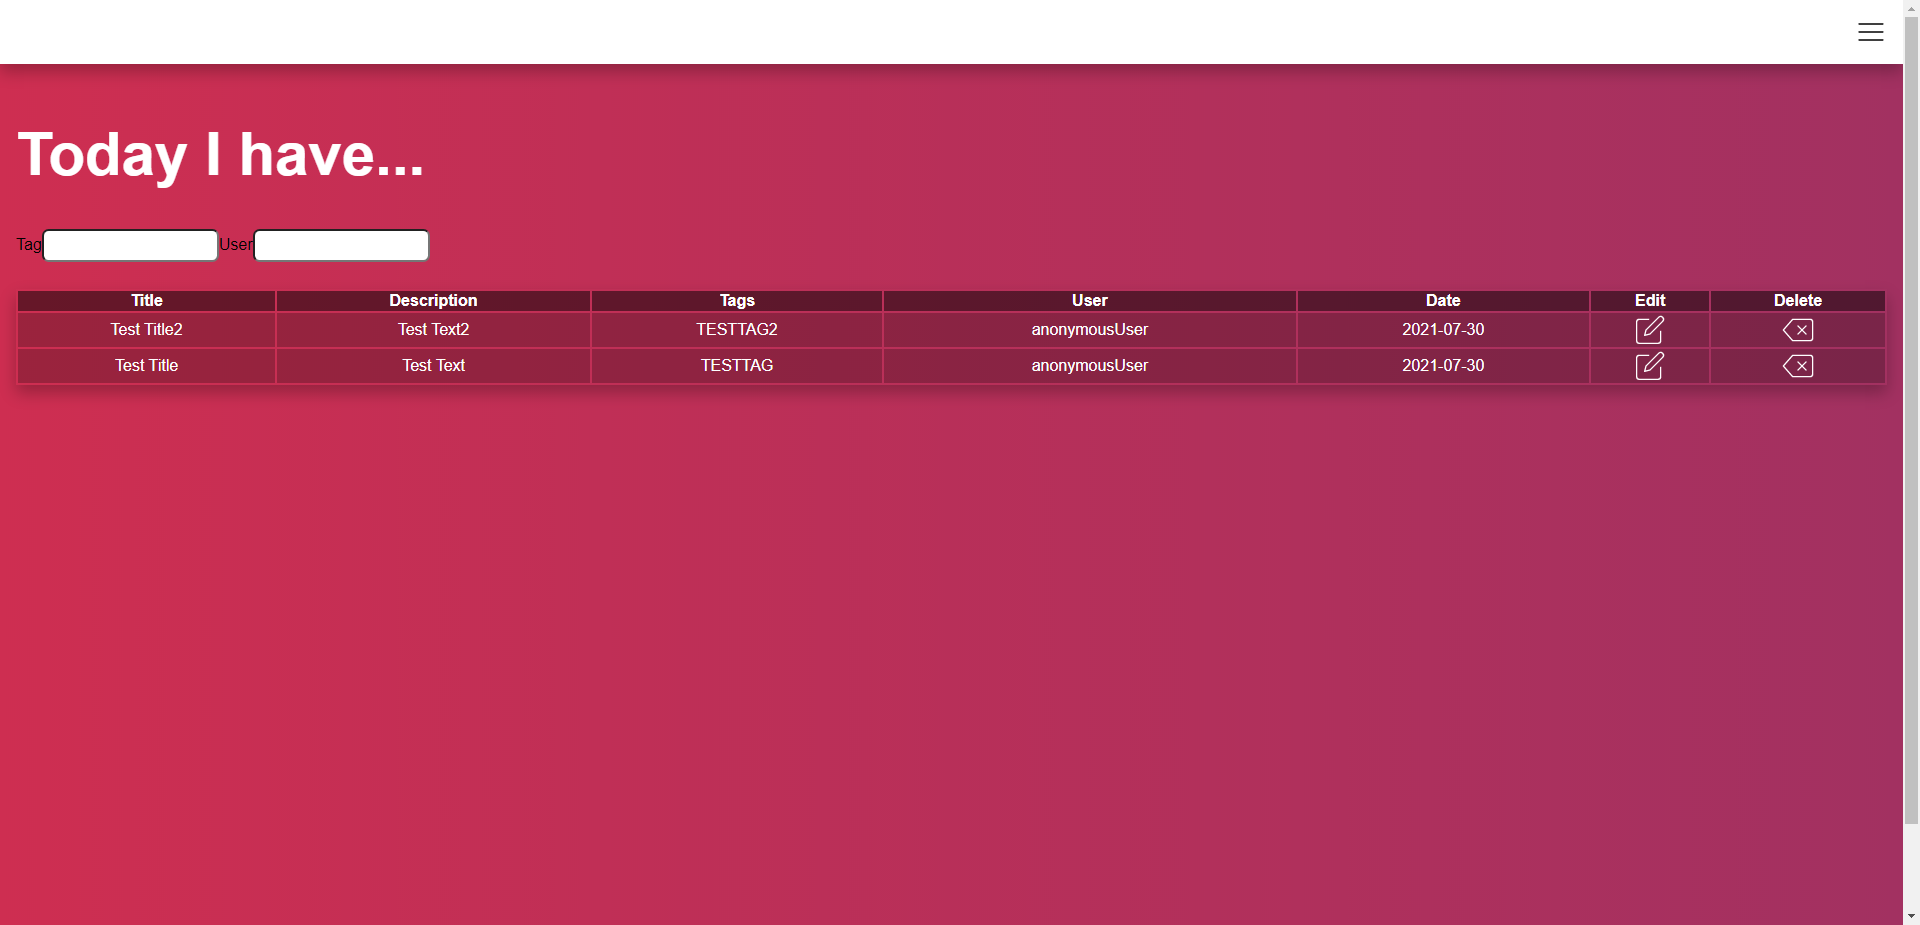 Today I have...
Tag User
Title Description Tags User Date Edit Delete
Test Title2 Test Text2 TESTTAG2 anonymousUser 2021-07-30
Test Title Test Text TESTTAG anonymousUser 2021-07-30